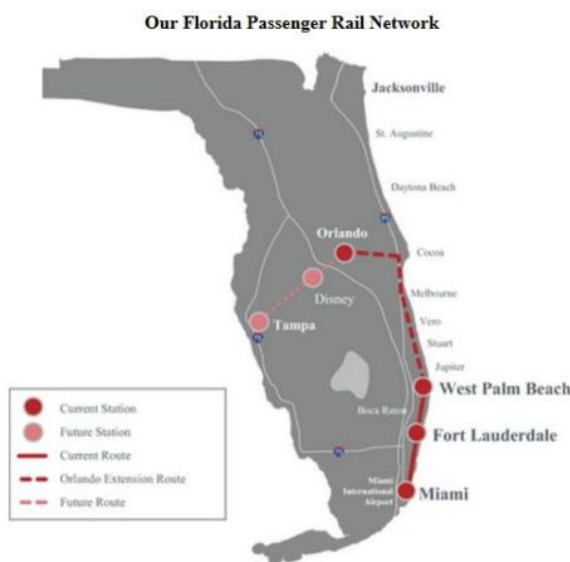 Our Florida Passenger Rail Network
Jacksonville
St. Augustine
Daytona Beach
Orlando
Cocoa
Disney
Melbourne
Tampa
Vero
Stuart
Jupiter
West Palm Beach
Boca Raton
Fort Lauderdale
Miami
International
Airport
Miami
Current Station
Future Station
Current Route
Orlando Extension Route
Future Route